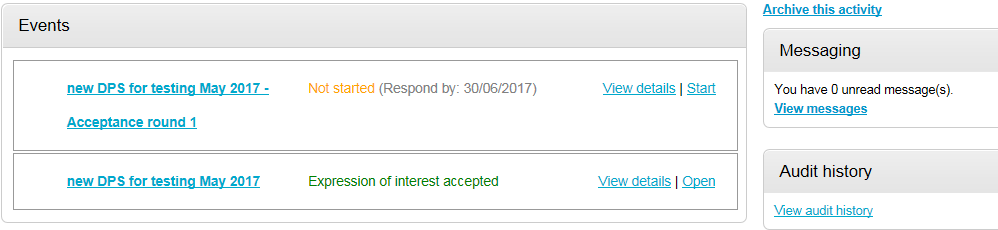 Events
new DPS for testing May 2017 -
Acceptance round 1
Not started (Respond by: 30/06/2017)
View details | Start
new DPS for testing May 2017
Expression of interest accepted
View details | Open
Archive this activity
Messaging
You have 0 unread message(s).
View messages
Audit history
View audit history